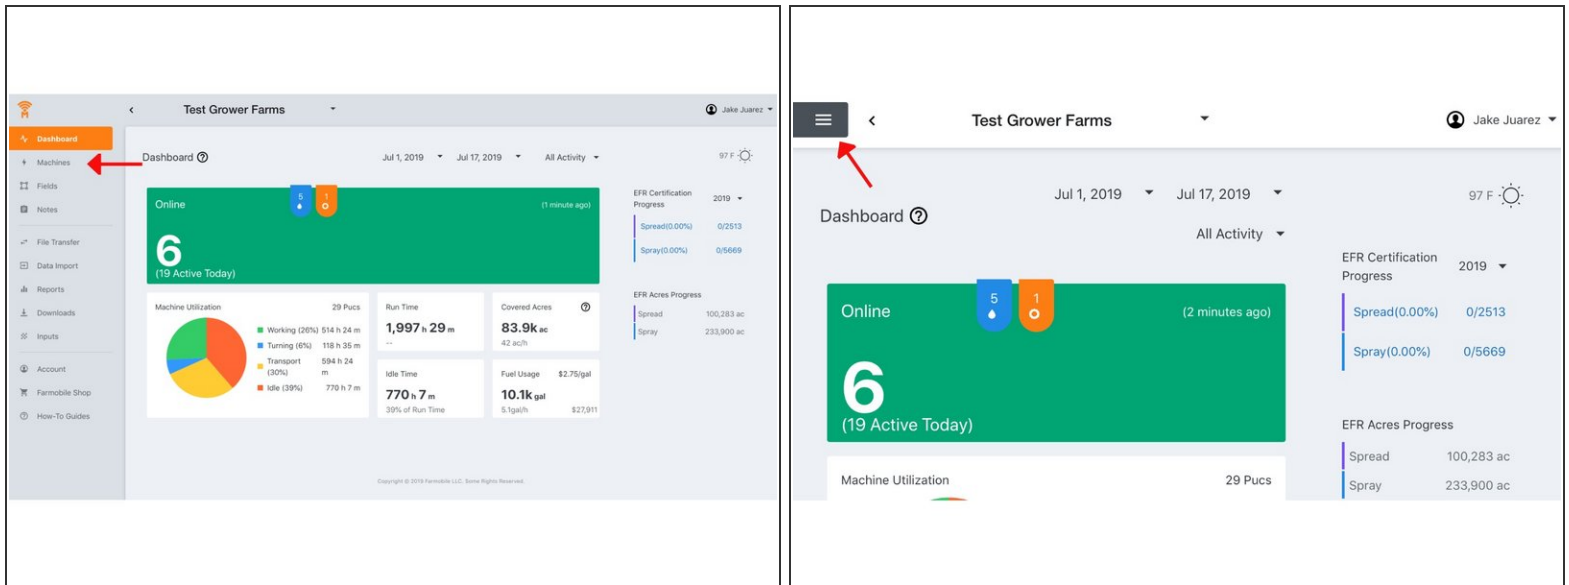 Test Grower Farms
Jake Juarez
Dashboard
Machines
Fields
Notes
File Transfer
Data Import
Reports
Downloads
Inputs
Account
Farmobile Shop
How-To Guides
Dashboard
Jul 1, 2019
Jul 17, 2019
All Activity
97 F
Online
5
1
(1 minute ago)
6
(19 Active Today)
EFR Certification
Progress
2019
Spread(0.00%) 0/2513
Spray(0.00%) 0/5669
EFR Acres Progress
Spread 100,283 ac
Spray 233,900 ac
Machine Utilization 29 Pucs
Working (26%) 514 h 24 m
Turning (6%) 118 h 35 m
Transport 594 h 24
(30%) m
Idle (39%) 770 h 7 m
Run Time
1,997 h 29 m
--
Covered Acres
83.9k ac
42 ac/h
Idle Time
770 h 7 m
39% of Run Time
Fuel Usage $2.75/gal
10.1k gal
5.1gal/h $27,911
Copyright © 2019 Farmobile LLC. Some Rights Reserved.
Test Grower Farms
Jake Juarez
Dashboard
Jul 1, 2019
Jul 17, 2019
All Activity
97 F
Online
5
1
(2 minutes ago)
6
(19 Active Today)
EFR Certification
Progress
2019
Spread(0.00%) 0/2513
Spray(0.00%) 0/5669
EFR Acres Progress
Spread 100,283 ac
Spray 233,900 ac
Machine Utilization 29 Pucs